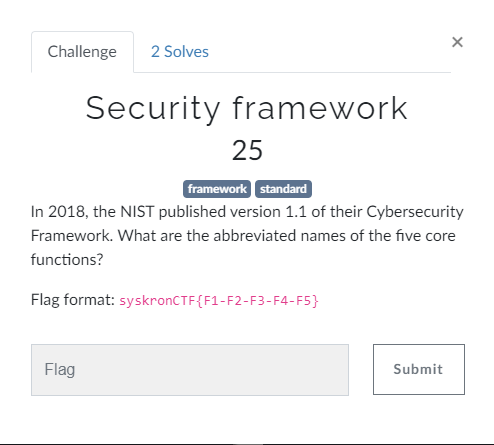 Challenge
2 Solves
×
Security framework
25
framework standard
In 2018, the NIST published version 1.1 of their Cybersecurity
Framework. What are the abbreviated names of the five core
functions?
Flag format: syskronCTF{F1-F2-F3-F4-F5}
Flag
Submit